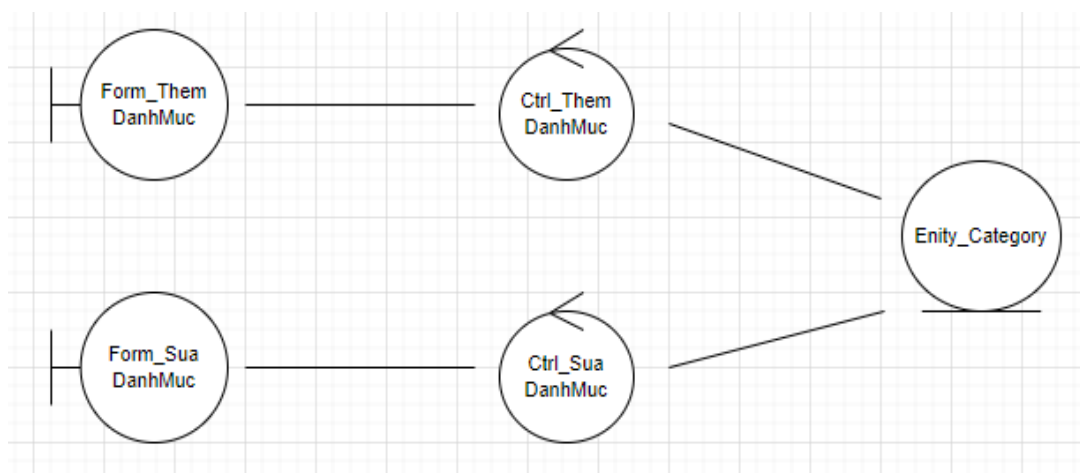 Form_Them
DanhMuc
Ctrl_Them
DanhMuc
Enity_Category
Form_Sua
DanhMuc
Ctrl_Sua
DanhMuc